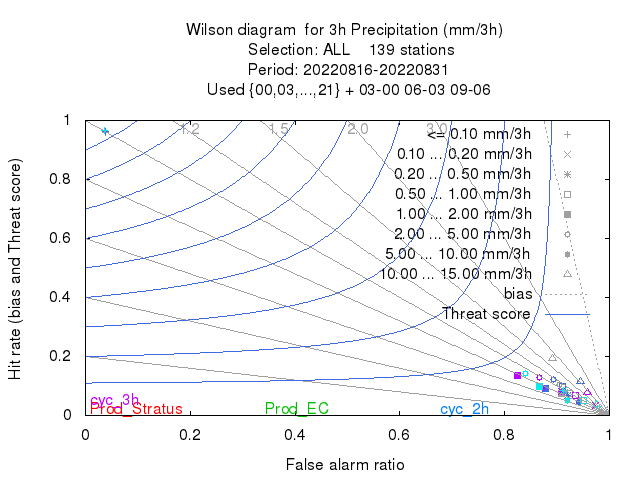 Wilson diagram  for 3h Precipitation (mm/3h)
Selection: ALL    139 stations
Period: 20220816-20220831
Used {00,03,...,21} + 03-00 06-03 09-06
Hit rate (bias and Threat score)
1
0.8
0.6
0.4
0.2
0
1.2
1.5
2.0
3.0
<= 0.10 mm/3h
0.10 ... 0.20 mm/3h
0.20 ... 0.50 mm/3h
0.50 ... 1.00 mm/3h
1.00 ... 2.00 mm/3h
2.00 ... 5.00 mm/3h
5.00 ... 10.00 mm/3h
10.00 ... 15.00 mm/3h
bias
Threat score
cyc_3h
Prod_Stratus
Prod_EC
cyc_2h
0
0.2
0.4
0.6
0.8
1
False alarm ratio